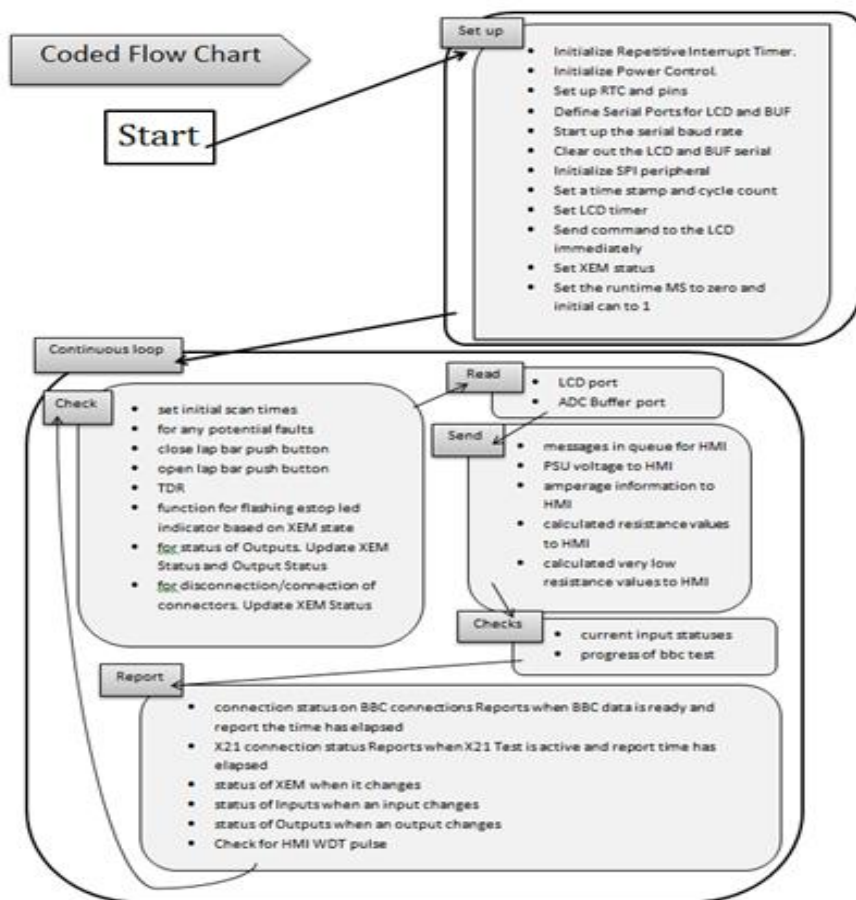 Coded Flow Chart
Start
Set up
Initialize Repetitive Interrupt Timer.
Initialize Power Control.
Set up RTC and pins
Define Serial Ports for LCD and BUF
Start up the serial baud rate
Clear out the LCD and BUF serial
Initialize SPI peripheral
Set a time stamp and cycle count
Set LCD timer
Send command to the LCD
immediately
Set XEM status
Set the runtime MS to zero and
initial can to 1
Continuous loop
Check
set initial scan times
for any potential faults
close lap bar push button
open lap bar push button
TDR
function for flashing estop led
indicator based on XEM state
for status of Outputs. Update XEM
Status and Output Status
for disconnection/connection of
connectors. Update XEM Status
Read
LCD port
ADC Buffer port
Send
messages in queue for HMI
PSU voltage to HMI
amperage information to
HMI
calculated resistance values
to HMI
calculated very low
resistance values to HMI
Checks
current input statuses
progress of bbc test
Report
connection status on BBC connections Reports when BBC data is ready and
report the time has elapsed
X21 connection status Reports when X21 Test is active and report time has
elapsed
status of XEM when it changes
status of Inputs when an input changes
status of Outputs when an output changes
Check for HMI WDT pulse